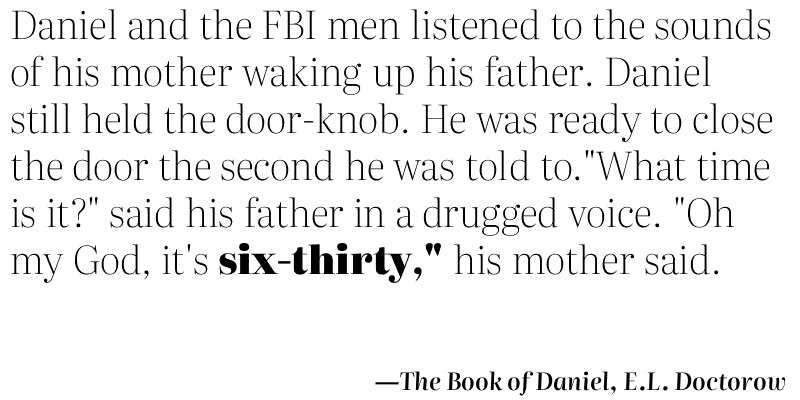 Daniel and the FBI men listened to the sounds
of his mother waking up his father. Daniel
still held the door-knob. He was ready to close
the door the second he was told to."What time
is it?" said his father in a drugged voice. "Oh
my God, it's six-thirty," his mother said.
—The Book of Daniel, E.L. Doctorow